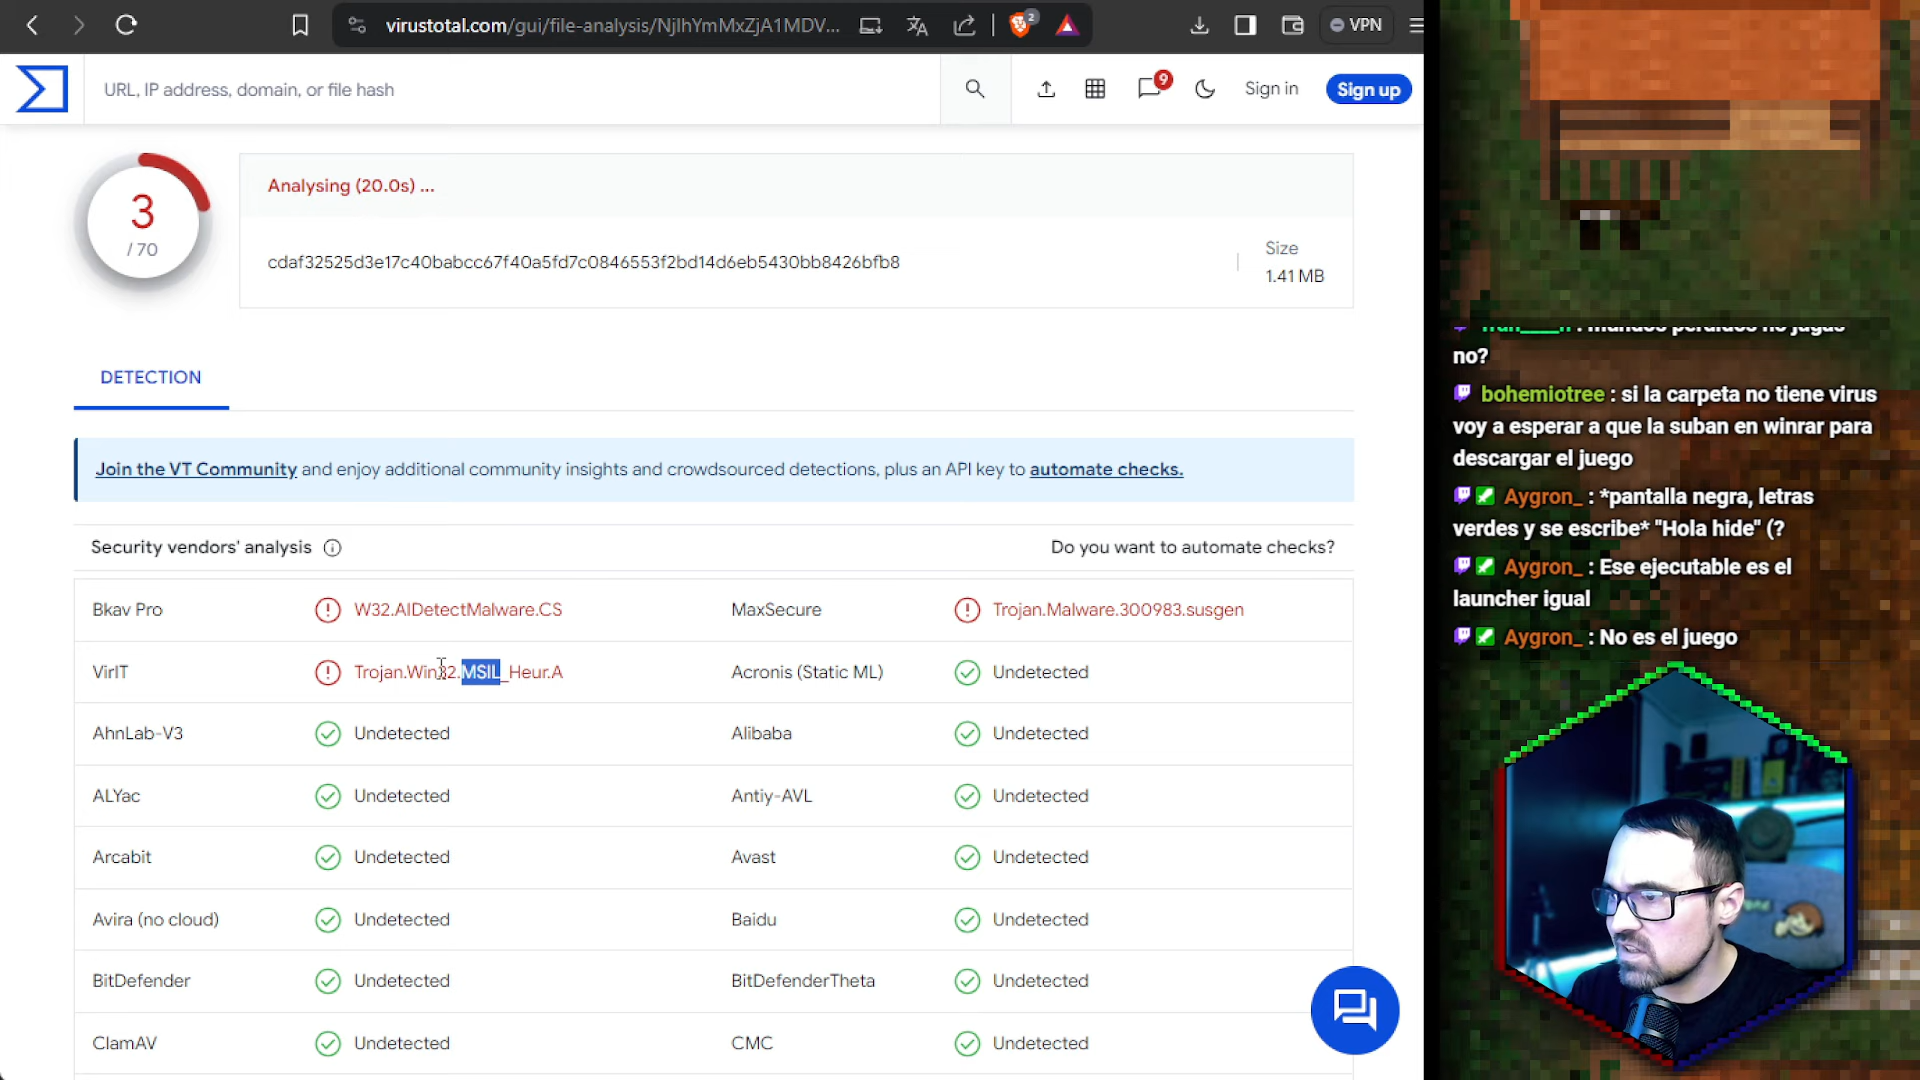 virustotal.com/gui/file-analysis/NjlhYmMxZjA1MDV...
2
VPN
URL, IP address, domain, or file hash
9
Sign in
Sign up
3
/ 70
Analysing (20.0s) ...
cdaf32525d3e17c40babcc67f40a5fd7c0846553f2bd14d6eb5430bb8426bfb8
Size
1.41 MB
DETECTION
Join the VT Community and enjoy additional community insights and crowdsourced detections, plus an API key to automate checks.
Security vendors' analysis
Do you want to automate checks?
Bkav Pro
W32.AIDetectMalware.CS
MaxSecure
Trojan.Malware.300983.susgen
VirIT
Trojan.Win32.MSIL_Heur.A
Acronis (Static ML)
Undetected
AhnLab-V3
Undetected
Alibaba
Undetected
ALYac
Undetected
Antiy-AVL
Undetected
Arcabit
Undetected
Avast
Undetected
Avira (no cloud)
Undetected
Baidu
Undetected
BitDefender
Undetected
BitDefenderTheta
Undetected
ClamAV
Undetected
CMC
Undetected
: mundos perdidos no jugas
no?
bohemiotree : si la carpeta no tiene virus
voy a esperar a que la suban en winrar para
descargar el juego
Aygron_ : *pantalla negra, letras
verdes y se escribe* "Hola hide" (?
Aygron_ : Ese ejecutable es el
launcher igual
Aygron_ : No es el juego